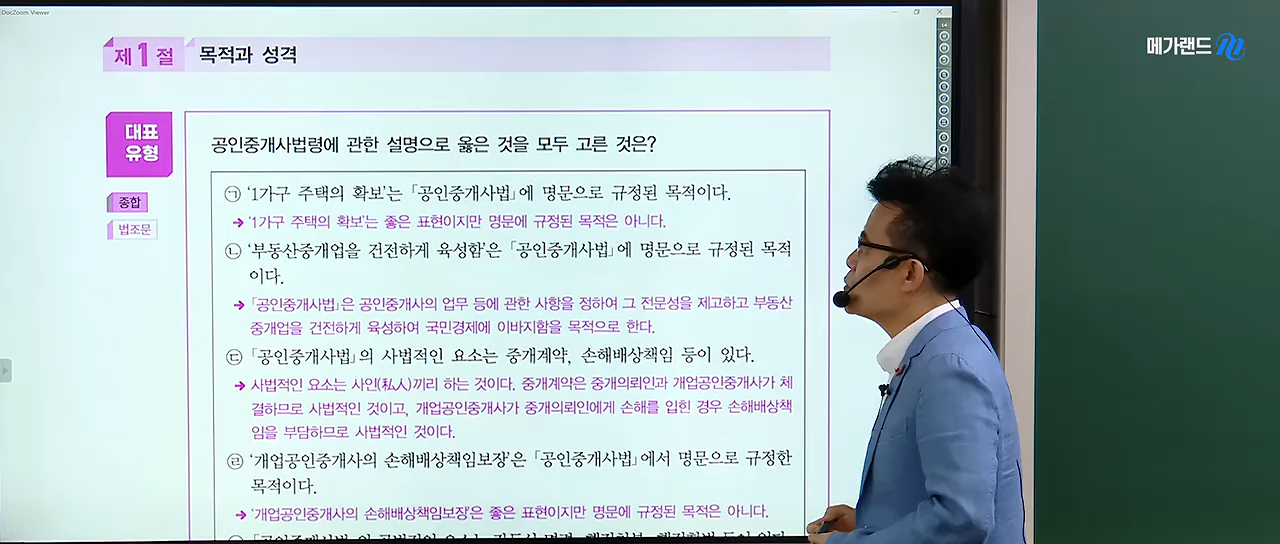 DocZoom Viewer
메가랜드
제1절 목적과 성격
대표
유형
종합
법조문
공인중개사법령에 관한 설명으로 옳은 것을 모두 고른 것은?
㉠ '1가구 주택의 확보'는 「공인중개사법」에 명문으로 규정된 목적이다.
➔ '1가구 주택의 확보'는 좋은 표현이지만 명문에 규정된 목적은 아니다.
㉡ '부동산중개업을 건전하게 육성함'은 「공인중개사법」에 명문으로 규정된 목적
이다.
➔ 「공인중개사법」은 공인중개사의 업무 등에 관한 사항을 정하여 그 전문성을 제고하고 부동산
중개업을 건전하게 육성하여 국민경제에 이바지함을 목적으로 한다.
㉢ 「공인중개사법」의 사법적인 요소는 중개계약, 손해배상책임 등이 있다.
➔ 사법적인 요소는 사인(私人)끼리 하는 것이다. 중개계약은 중개의뢰인과 개업공인중개사가 체
결하므로 사법적인 것이고, 개업공인중개사가 중개의뢰인에게 손해를 입힌 경우 손해배상책
임을 부담하므로 사법적인 것이다.
㉣ '개업공인중개사의 손해배상책임보장'은 「공인중개사법」에서 명문으로 규정한
목적이다.
➔ '개업공인중개사의 손해배상책임보장'은 좋은 표현이지만 명문에 규정된 목적은 아니다.